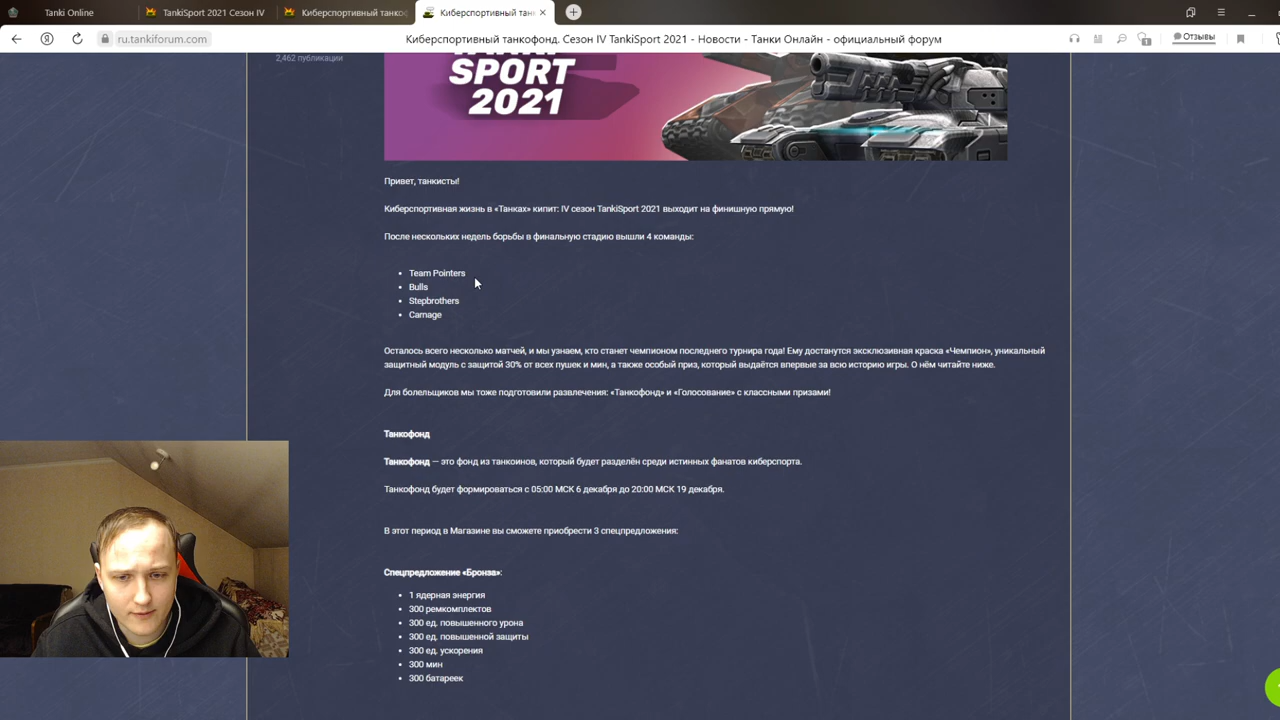 Tanki Online
TankiSport 2021 Сезон IV
Киберспортивный танкос
Киберспортивный танк
ru.tankiforum.com
Киберспортивный танкофонд. Сезон IV TankiSport 2021 - Новости - Танки Онлайн - официальный форум
1
Отзывы
2,462 публикации
SPORT
2021
Привет, танкисты!
Киберспортивная жизнь в «Танках» кипит: IV сезон TankiSport 2021 выходит на финишную прямую!
После нескольких недель борьбы в финальную стадию вышли 4 команды:
• Team Pointers
• Bulls
• Stepbrothers
• Carnage
Осталось всего несколько матчей, и мы узнаем, кто станет чемпионом последнего турнира года! Ему достанутся эксклюзивная краска «Чемпион», уникальный
защитный модуль с защитой 30% от всех пушек и мин, а также особый приз, который выдаётся впервые за всю историю игры. О нём читайте ниже.
Для болельщиков мы тоже подготовили развлечения: «Танкофонд» и «Голосование» с классными призами!
Танкофонд
Танкофонд — это фонд из танкоинов, который будет разделён среди истинных фанатов киберспорта.
Танкофонд будет формироваться с 05:00 МСК 6 декабря до 20:00 МСК 19 декабря.
В этот период в Магазине вы сможете приобрести 3 спецпредложения:
Спецпредложение «Бронза»:
• 1 ядерная энергия
• 300 ремкомплектов
• 300 ед. повышенного урона
• 300 ед. повышенной защиты
• 300 ед. ускорения
• 300 мин
• 300 батареек